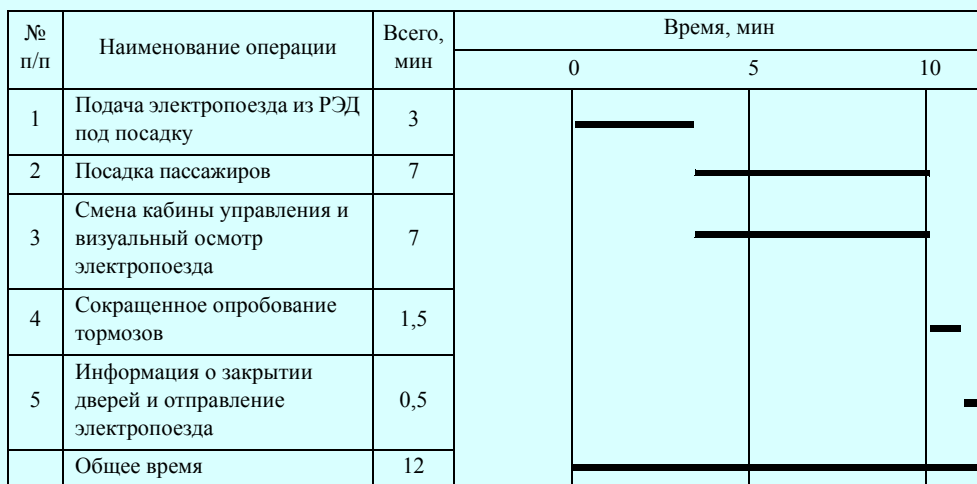 №
п/п
Наименование операции
Всего,
мин
Время, мин
0
5
10
1
Подача электропоезда из РЭД
под посадку
3
2
Посадка пассажиров
7
3
Смена кабины управления и
визуальный осмотр
электропоезда
7
4
Сокращенное опробование
тормозов
1,5
5
Информация о закрытии
дверей и отправление
электропоезда
0,5
Общее время
12